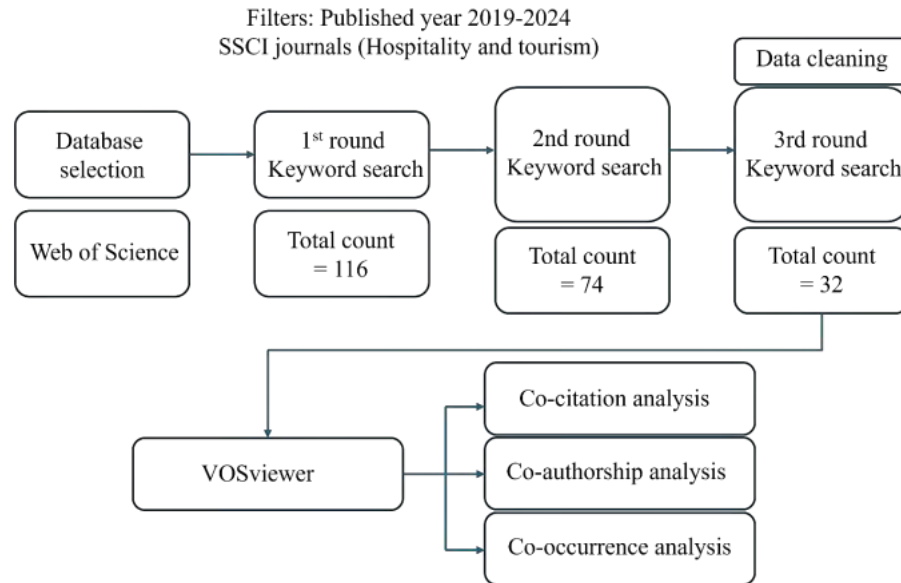 Filters: Published year 2019-2024
SSCI journals (Hospitality and tourism)
Data cleaning
Database
selection
1st round
Keyword search
2nd round
Keyword search
3rd round
Keyword search
Web of Science
Total count
= 116
Total count
= 74
Total count
= 32
VOSviewer
Co-citation analysis
Co-authorship analysis
Co-occurrence analysis